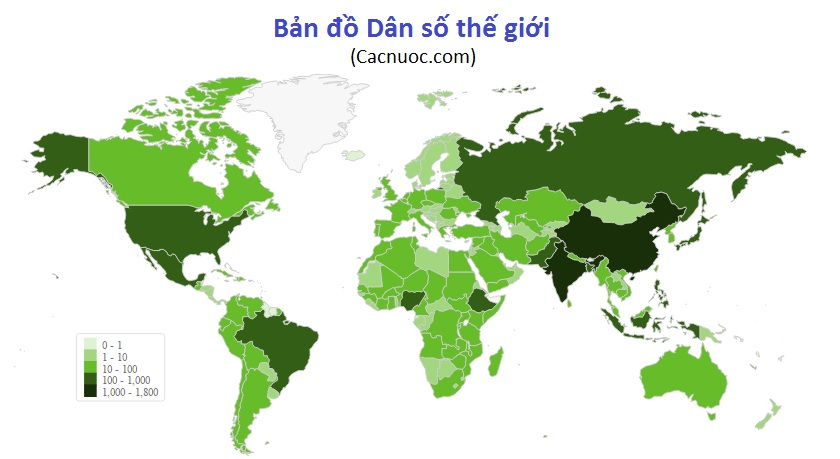 Bản đồ Dân số thế giới
(Cacnuoc.com)
0 - 1
1 - 10
10 - 100
100 - 1,000
1,000 - 1,800